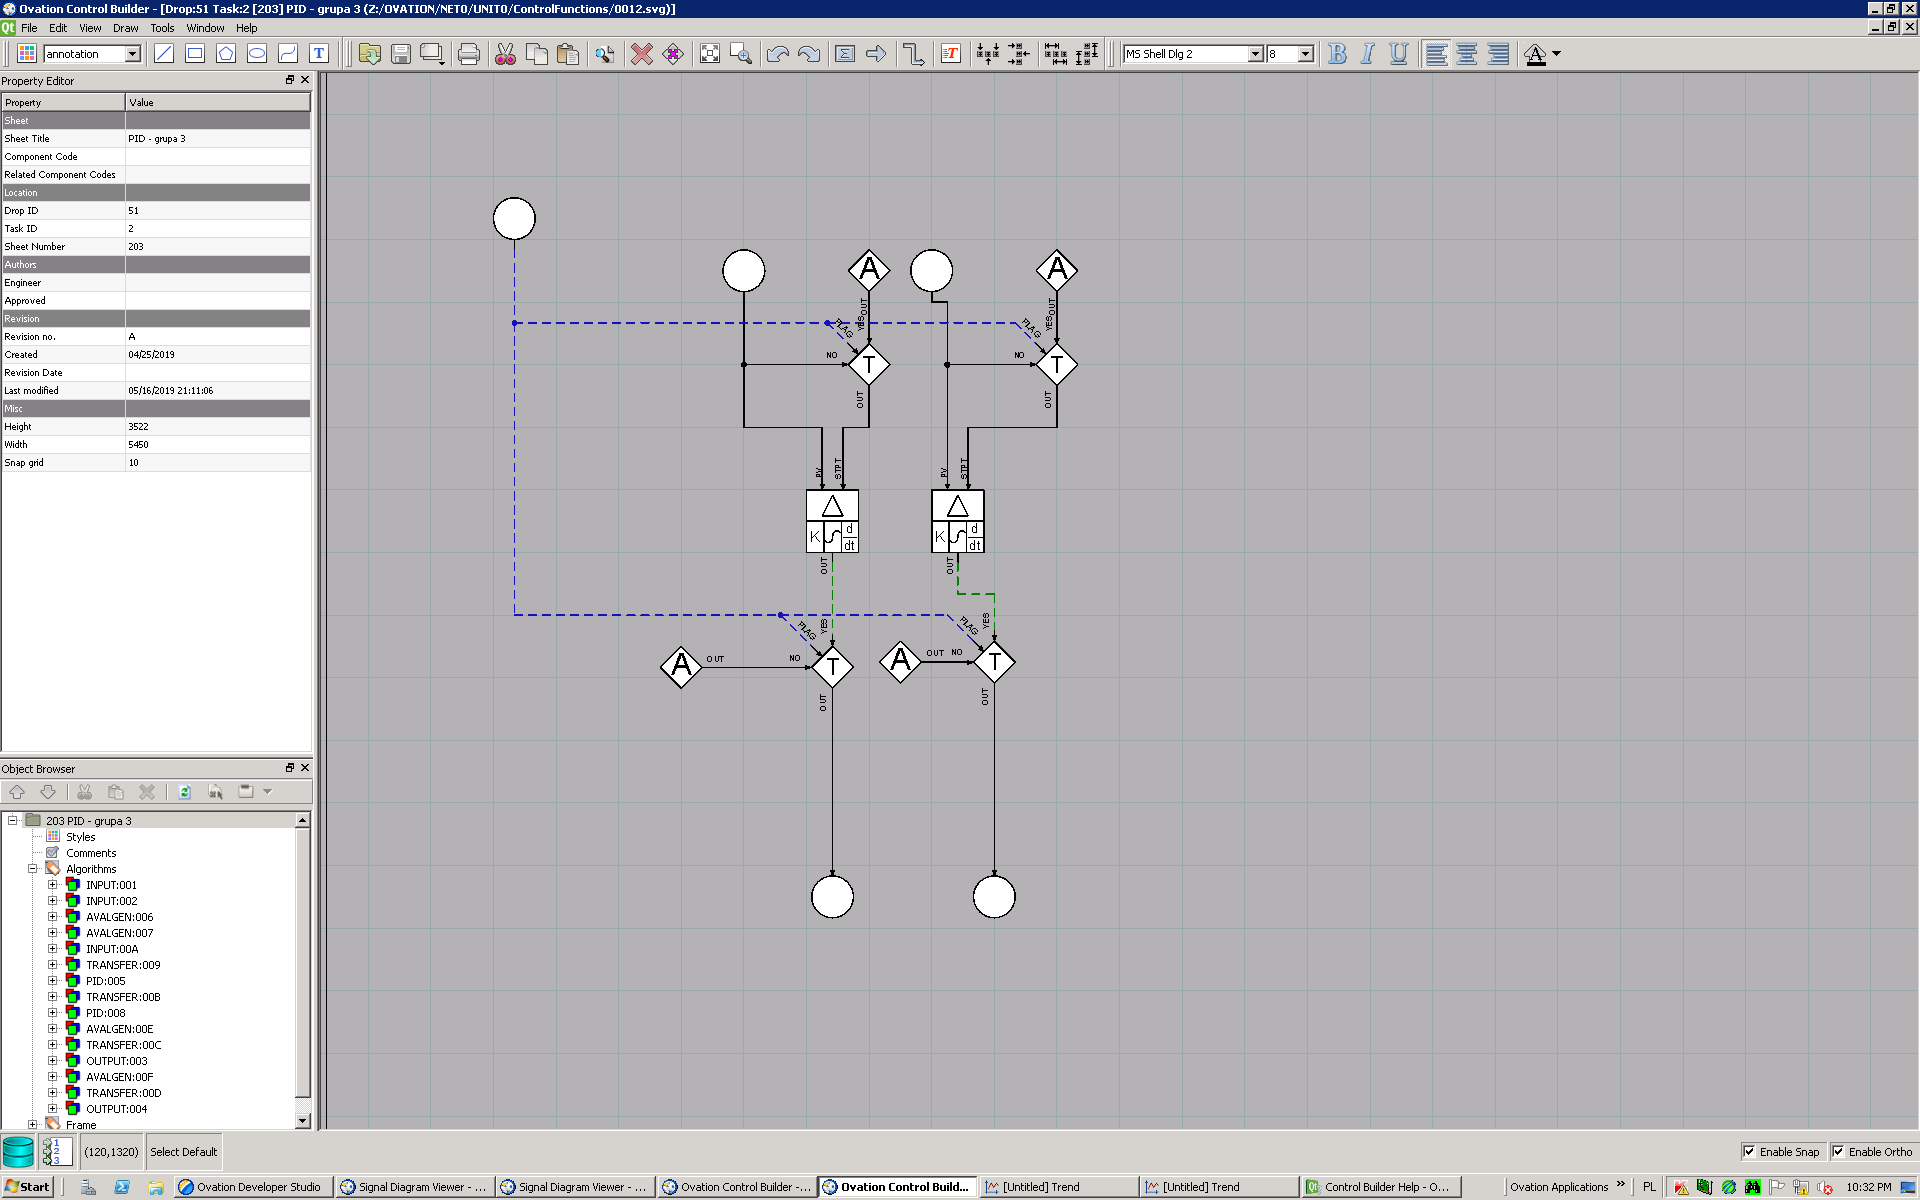 Ovation Control Builder - [Drop:51 Task:2 [203] PID - grupa 3 (Z:/OVATION/NET0/UNIT0/ControlFunctions/0012.svg)]
Qt File Edit View Draw Tools Window Help
annotation
T
T
MS Shell Dlg 2
8
B I U
A
Property Editor
Property Value
Sheet
Sheet Title PID - grupa 3
Component Code
Related Component Codes
Location
Drop ID 51
Task ID 2
Sheet Number 203
Authors
Engineer
Approved
Revision
Revision no. A
Created 04/25/2019
Revision Date
Last modified 05/16/2019 21:11:06
Misc
Height 3522
Width 5450
Snap grid 10
A A
OUT OUT
YES YES
FLAG FLAG
NO T NO T
OUT OUT
PV STPT PV STPT
K d dt K d dt
OUT OUT
FLAG YES FLAG YES
A OUT NO T A OUT NO T
OUT OUT
Object Browser
203 PID - grupa 3
Styles
Comments
Algorithms
INPUT:001
INPUT:002
AVALGEN:006
AVALGEN:007
INPUT:00A
TRANSFER:009
PID:005
TRANSFER:00B
PID:008
AVALGEN:00E
TRANSFER:00C
OUTPUT:003
AVALGEN:00F
TRANSFER:00D
OUTPUT:004
Frame
1
2
3
(120,1320) Select Default
Enable Snap Enable Ortho
Start Ovation Developer Studio Signal Diagram Viewer - ... Signal Diagram Viewer - ... Ovation Control Builder -... Ovation Control Build... [Untitled] Trend [Untitled] Trend Control Builder Help - O... Ovation Applications » PL 10:32 PM